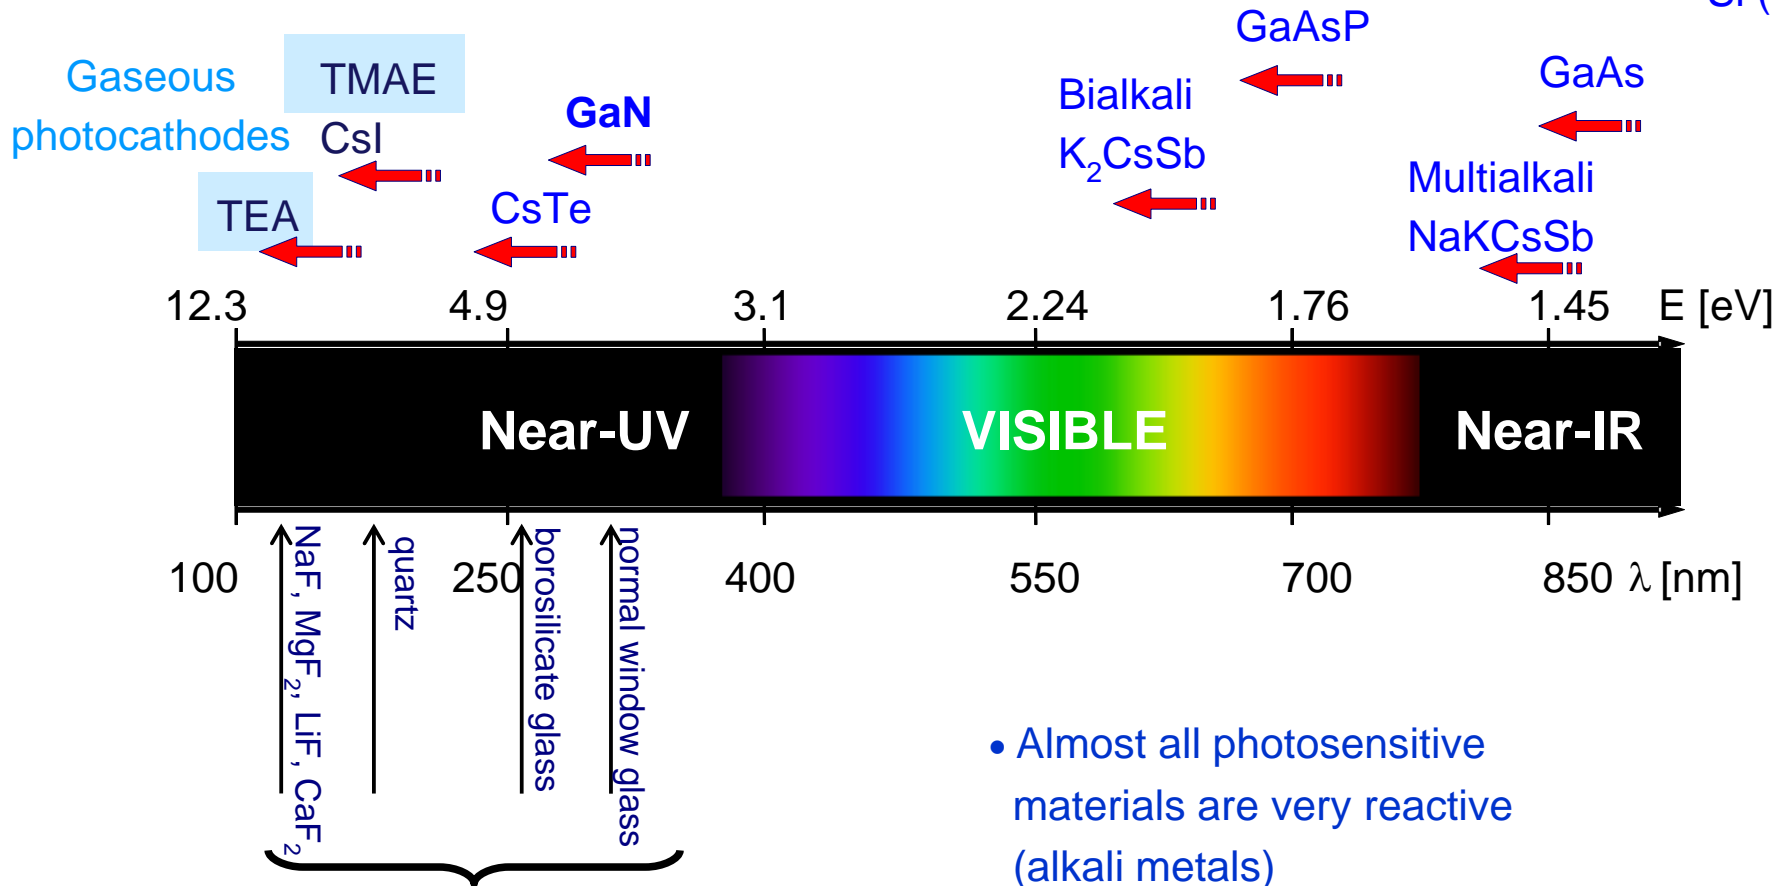 GaAsP
Gaseous
photocathodes
TMAE
CsI
TEA
GaN
CsTe
Bialkali
K₂CsSb
GaAs
Multialkali
NaKCsSb
12.3 4.9 3.1 2.24 1.76 1.45 E [eV]
Near-UV VISIBLE Near-IR
100 250 400 550 700 850 λ [nm]
NaF, MgF₂, LiF, CaF₂
quartz
borosilicate glass
normal window glass
• Almost all photosensitive
materials are very reactive
(alkali metals)